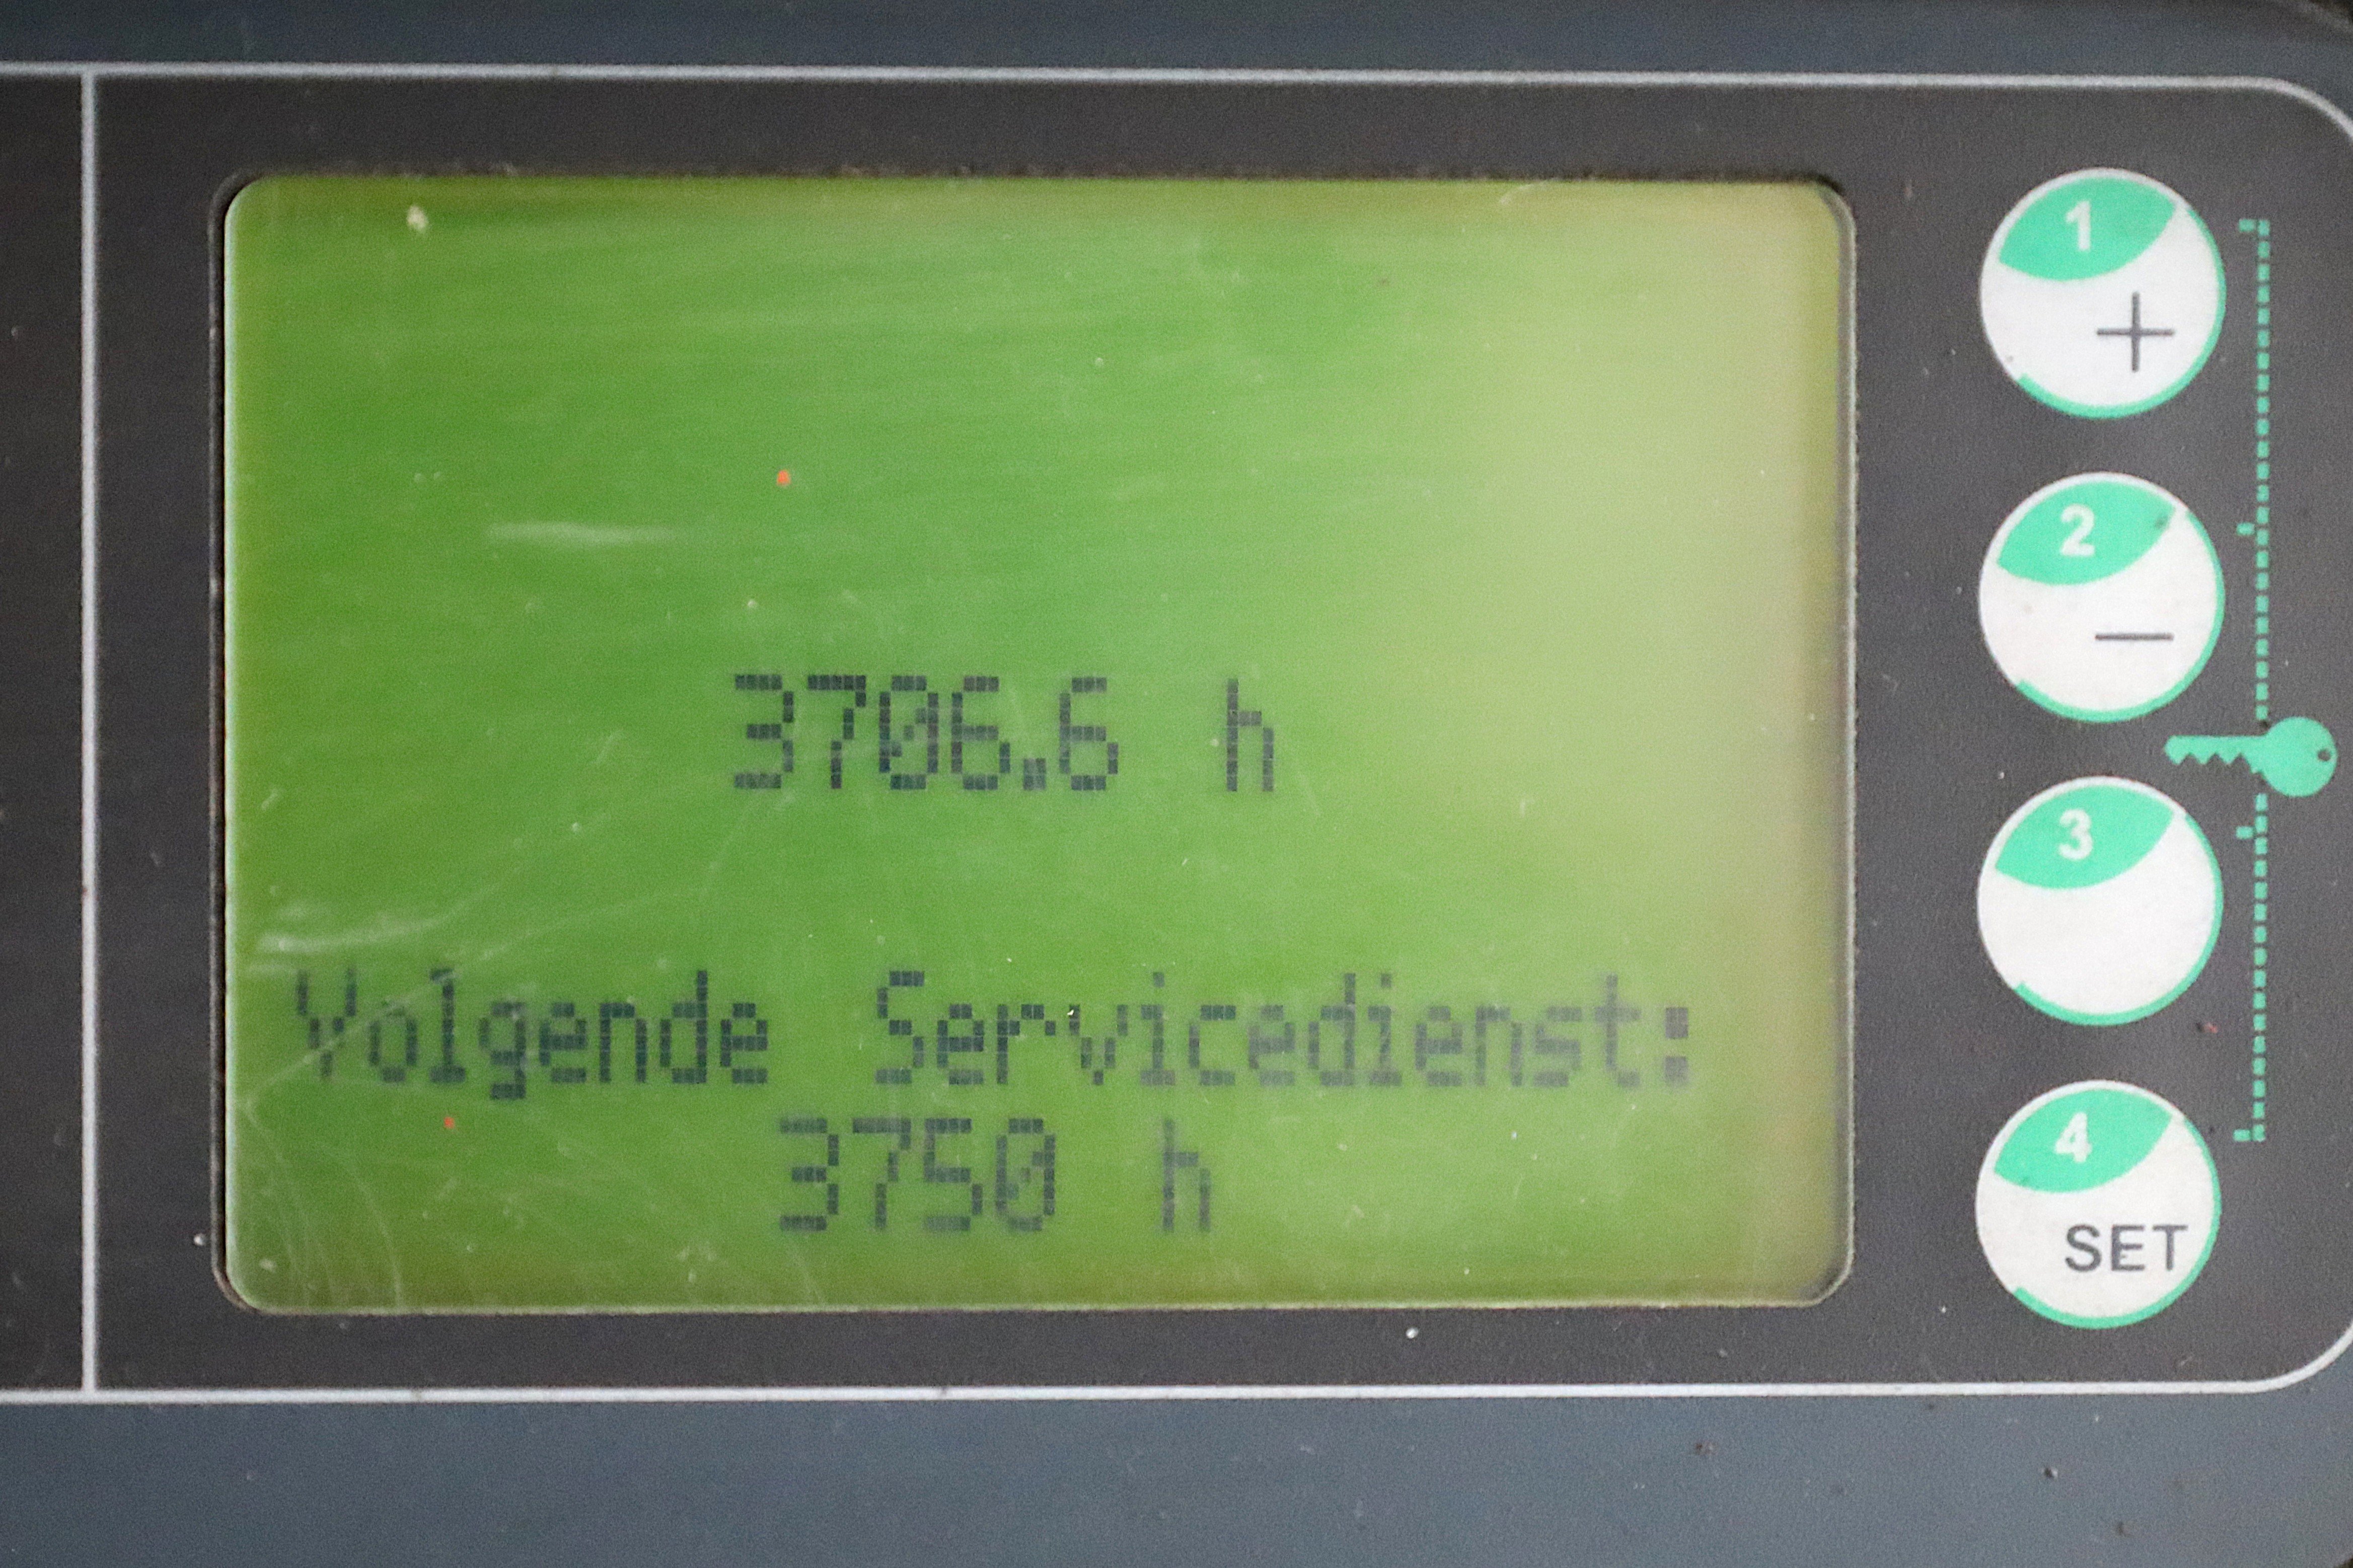 3706.6 h
Volgende Servicedienst:
3750 h
1
+
2
−
3
4
SET